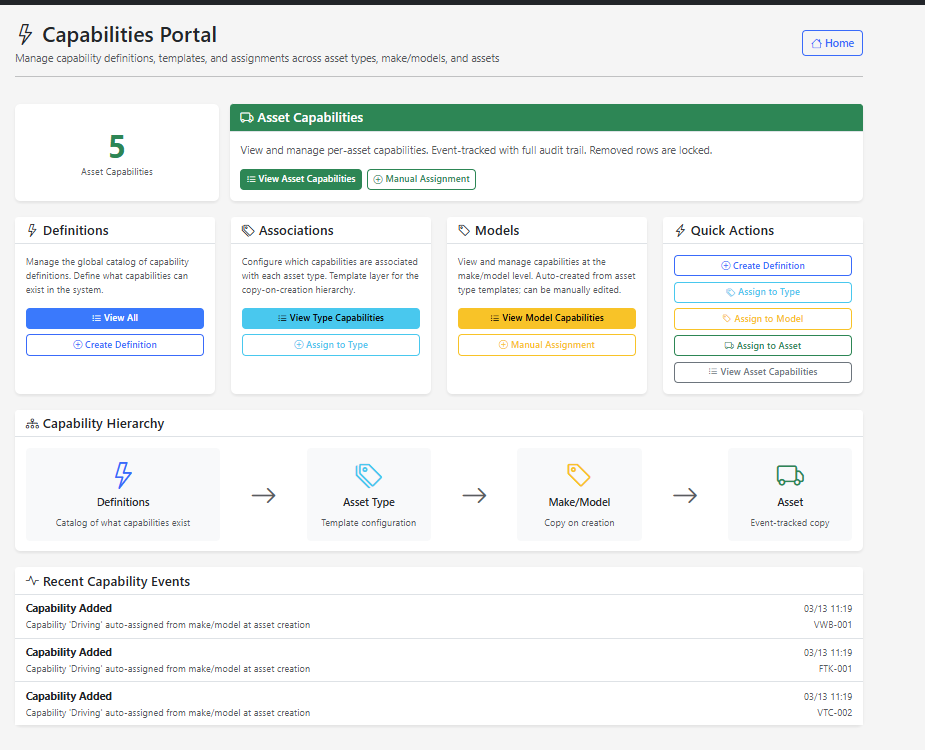 Capabilities Portal
Manage capability definitions, templates, and assignments across asset types, make/models, and assets
Home
5
Asset Capabilities
Asset Capabilities
View and manage per-asset capabilities. Event-tracked with full audit trail. Removed rows are locked.
View Asset Capabilities
Manual Assignment
Definitions
Manage the global catalog of capability
definitions. Define what capabilities can
exist in the system.
View All
Create Definition
Associations
Configure which capabilities are associated
with each asset type. Template layer for the
copy-on-creation hierarchy.
View Type Capabilities
Assign to Type
Models
View and manage capabilities at the
make/model level. Auto-created from asset
type templates; can be manually edited.
View Model Capabilities
Manual Assignment
Quick Actions
Create Definition
Assign to Type
Assign to Model
Assign to Asset
View Asset Capabilities
Capability Hierarchy
Definitions
Catalog of what capabilities exist
Asset Type
Template configuration
Make/Model
Copy on creation
Asset
Event-tracked copy
Recent Capability Events
Capability Added
03/13 11:19
Capability 'Driving' auto-assigned from make/model at asset creation
VWB-001
Capability Added
03/13 11:19
Capability 'Driving' auto-assigned from make/model at asset creation
FTK-001
Capability Added
03/13 11:19
Capability 'Driving' auto-assigned from make/model at asset creation
VTC-002